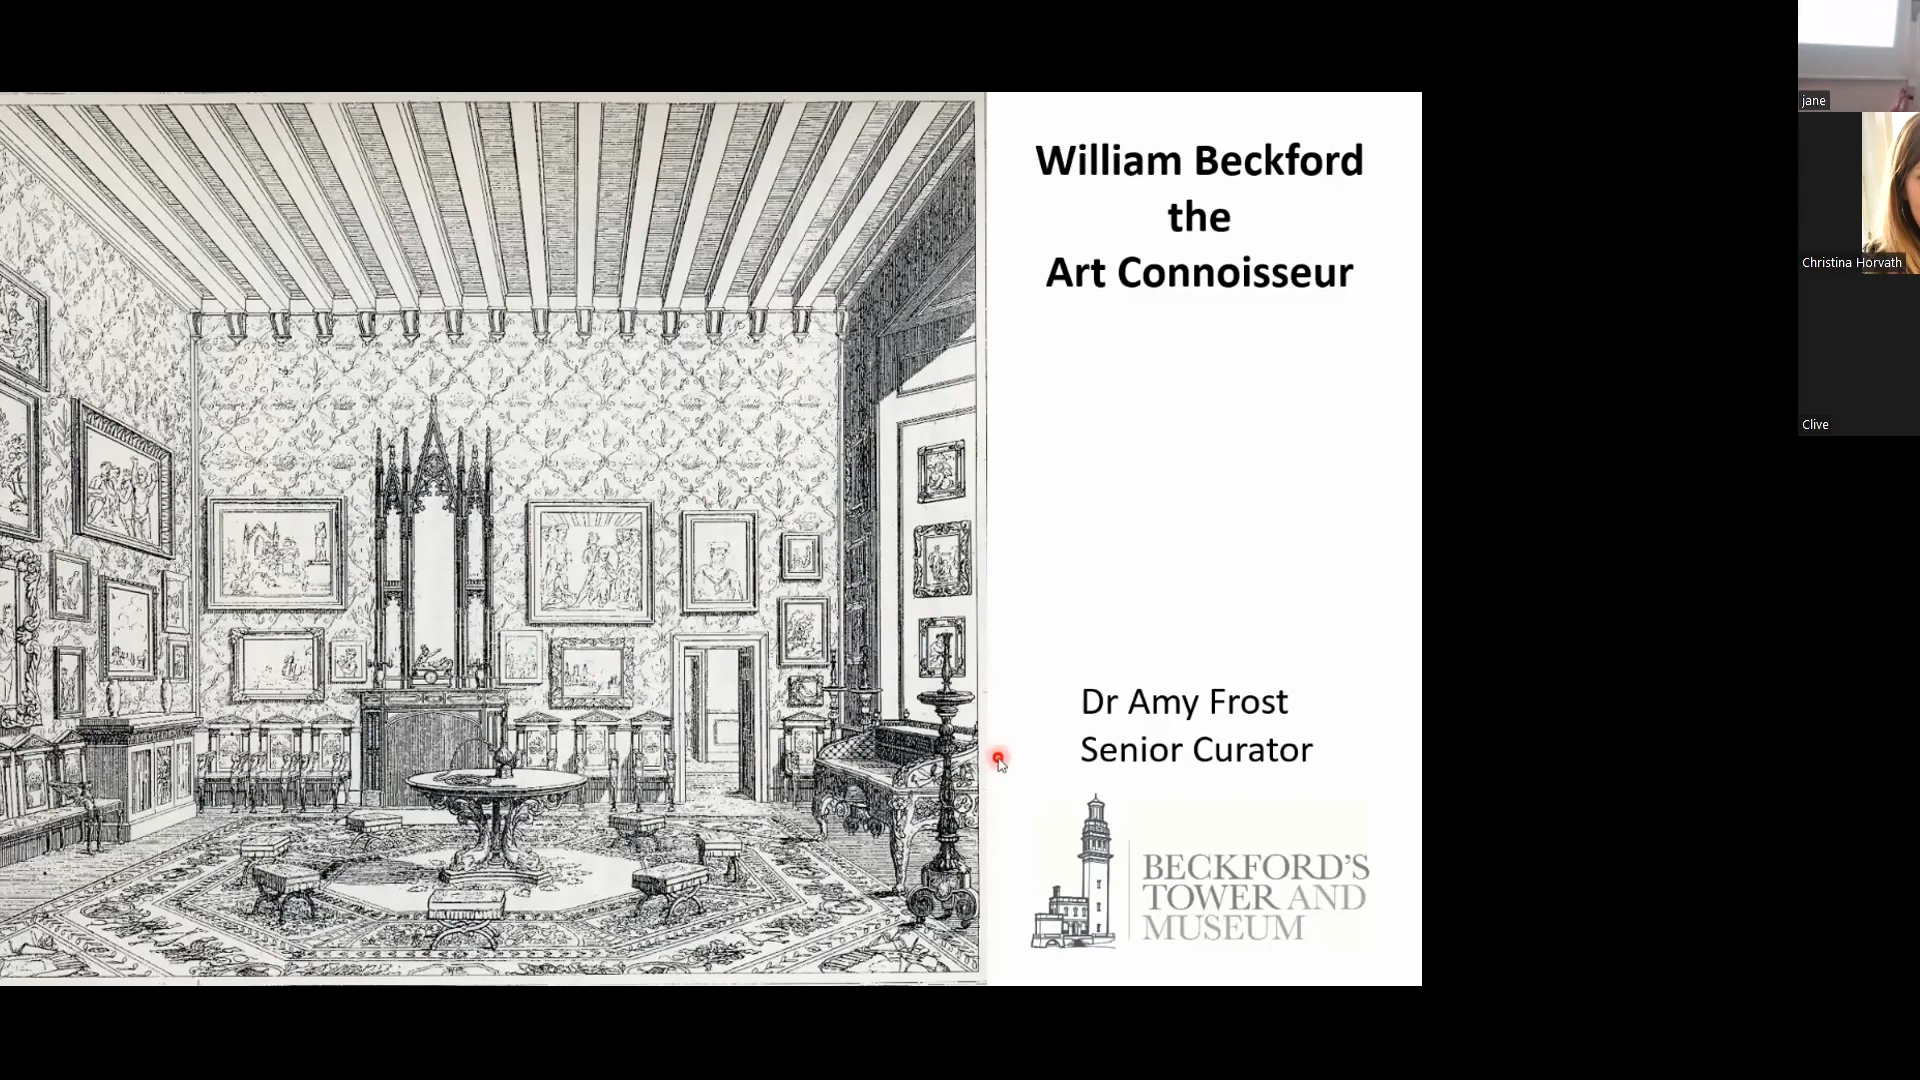 William Beckford
the
Art Connoisseur
Dr Amy Frost
Senior Curator
BECKFORD'S
TOWER AND
MUSEUM
jane
Christina Horvath
Clive